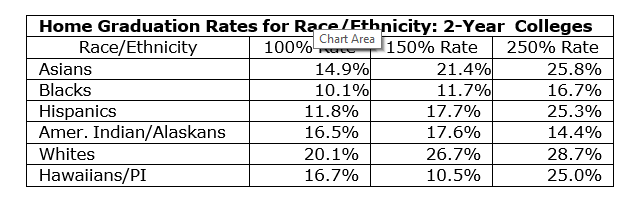 Home Graduation Rates for Race/Ethnicity: 2-Year Colleges
Chart Area
Race/Ethnicity 100% Rate 150% Rate 250% Rate
Asians 14.9% 21.4% 25.8%
Blacks 10.1% 11.7% 16.7%
Hispanics 11.8% 17.7% 25.3%
Amer. Indian/Alaskans 16.5% 17.6% 14.4%
Whites 20.1% 26.7% 28.7%
Hawaiians/PI 16.7% 10.5% 25.0%